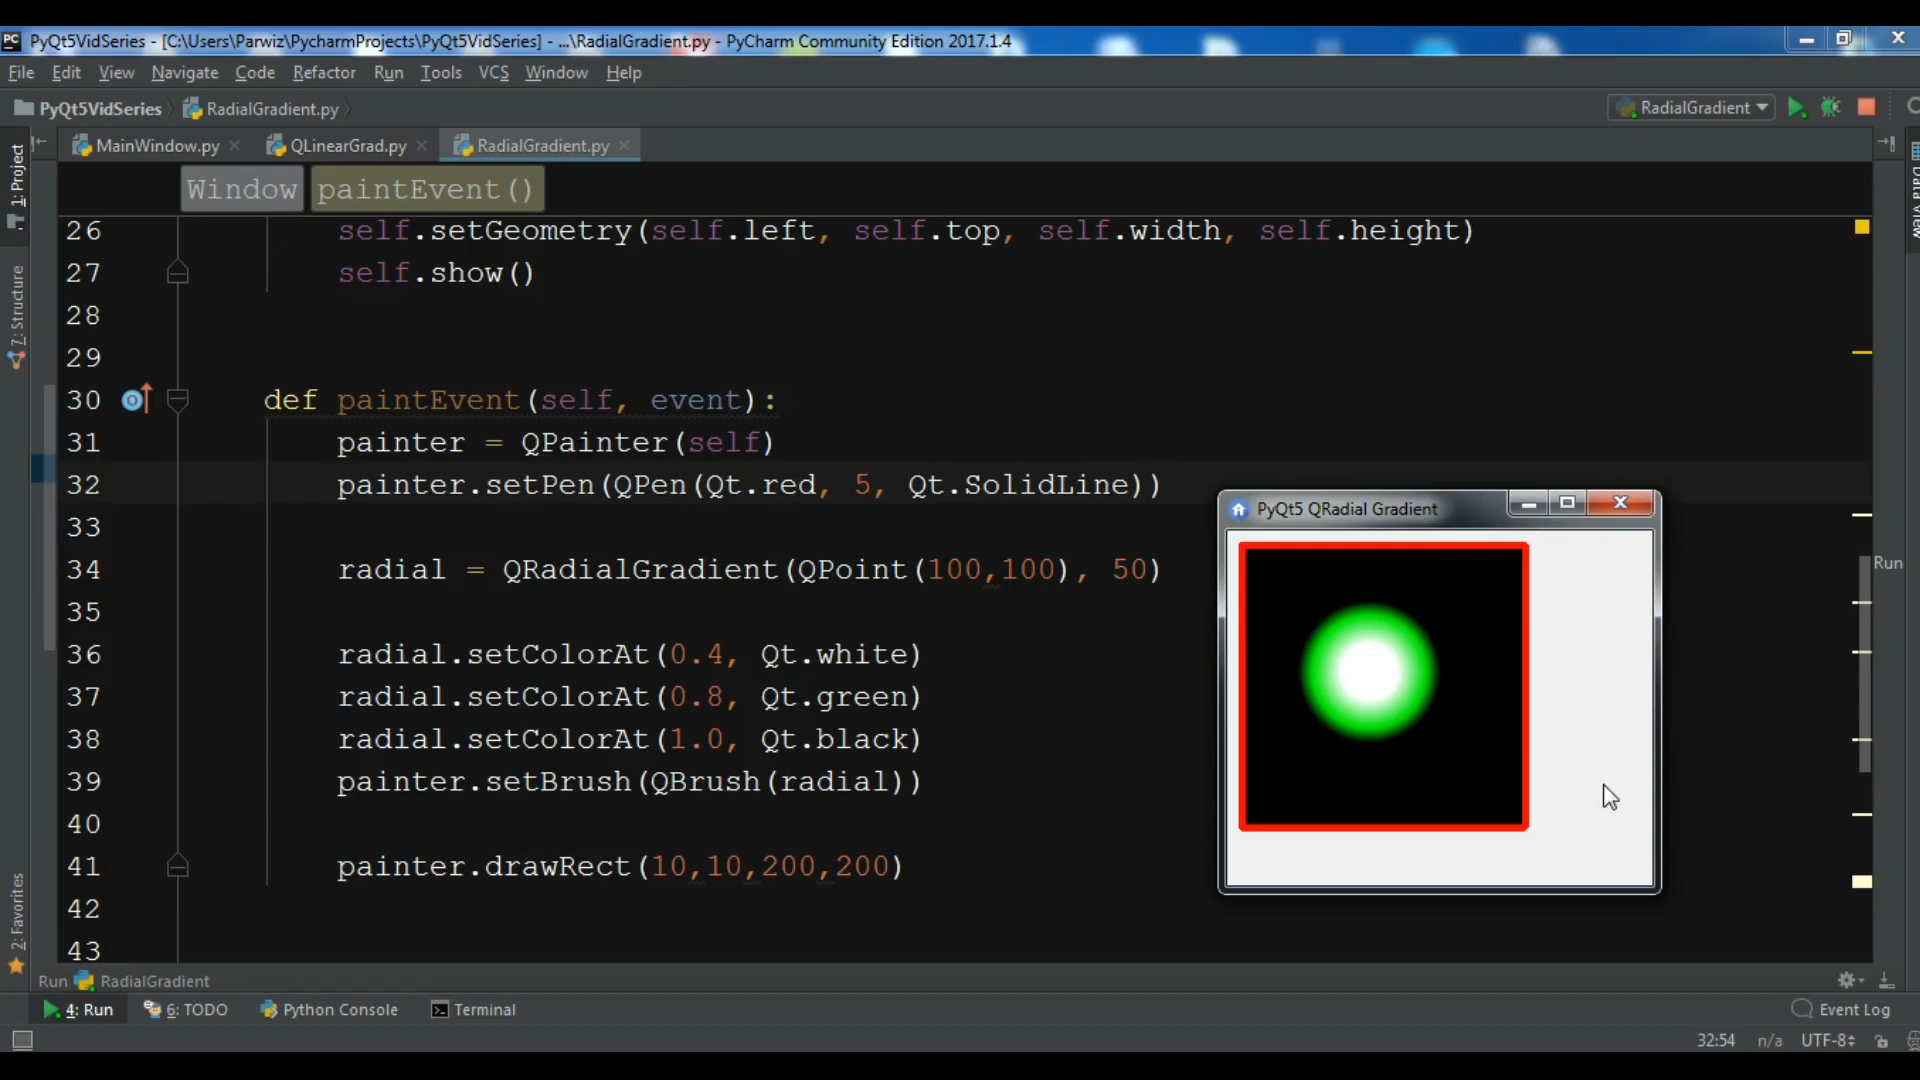 PyQt5VidSeries - [C:\Users\Parwiz\PycharmProjects\PyQt5VidSeries] - ...\RadialGradient.py - PyCharm Community Edition 2017.1.4
File Edit View Navigate Code Refactor Run Tools VCS Window Help
PyQt5VidSeries RadialGradient.py RadialGradient
MainWindow.py QLinearGrad.py RadialGradient.py
Window paintEvent()
1: Project
7: Structure
2: Favorites
Data View
Run
26 self.setGeometry(self.left, self.top, self.width, self.height)
27 self.show()
28
29
30 def paintEvent(self, event):
31 painter = QPainter(self)
32 painter.setPen(QPen(Qt.red, 5, Qt.SolidLine))
33
34 radial = QRadialGradient(QPoint(100,100), 50)
35
36 radial.setColorAt(0.4, Qt.white)
37 radial.setColorAt(0.8, Qt.green)
38 radial.setColorAt(1.0, Qt.black)
39 painter.setBrush(QBrush(radial))
40
41 painter.drawRect(10,10,200,200)
42
43
PyQt5 QRadial Gradient
Run RadialGradient
4: Run 6: TODO Python Console Terminal Event Log
32:54 n/a UTF-8